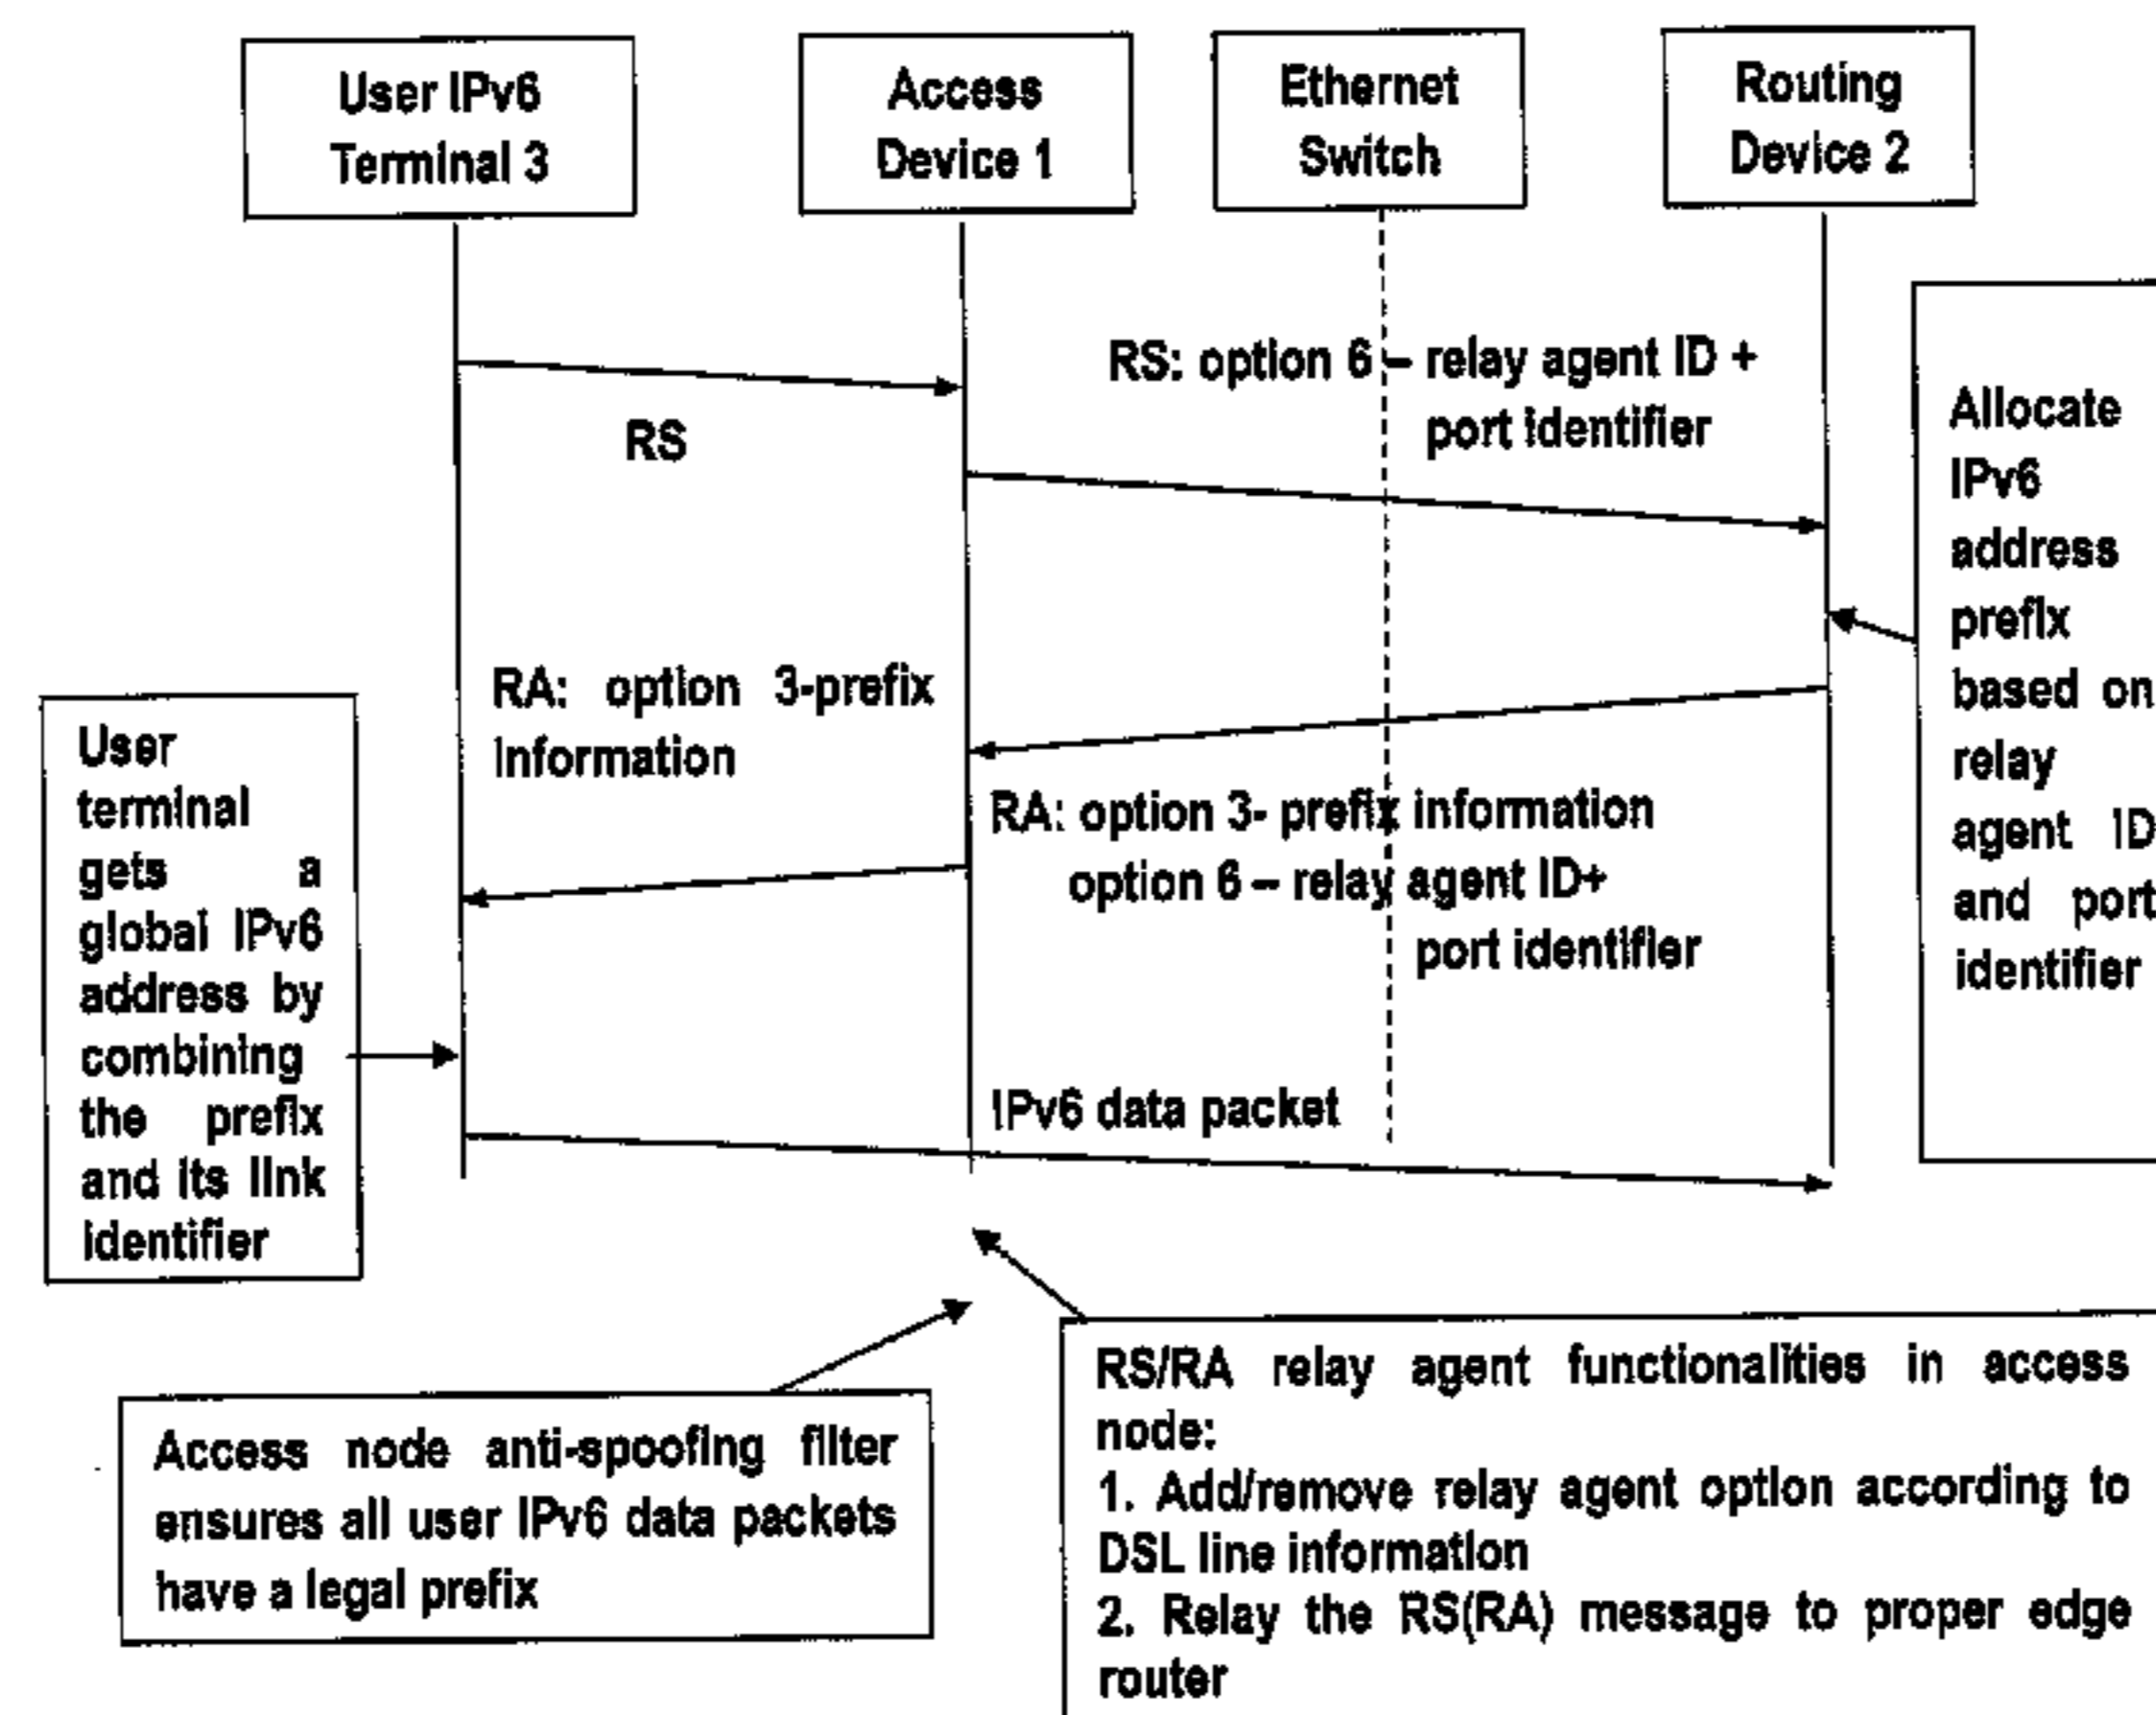 User IPv6
Terminal 3
Access
Device 1
Ethernet
Switch
Routing
Device 2
RS: option 6 – relay agent ID +
port identifier
RS
Allocate
IPv6
address
prefix
based on
relay
agent ID
and port
identifier
RA: option 3-prefix
information
RA: option 3- prefix information
option 6 – relay agent ID+
port identifier
User
terminal
gets a
global IPv6
address by
combining
the prefix
and its link
identifier
IPv6 data packet
Access node anti-spoofing filter
ensures all user IPv6 data packets
have a legal prefix
RS/RA relay agent functionalities in access
node:
1. Add/remove relay agent option according to
DSL line information
2. Relay the RS(RA) message to proper edge
router